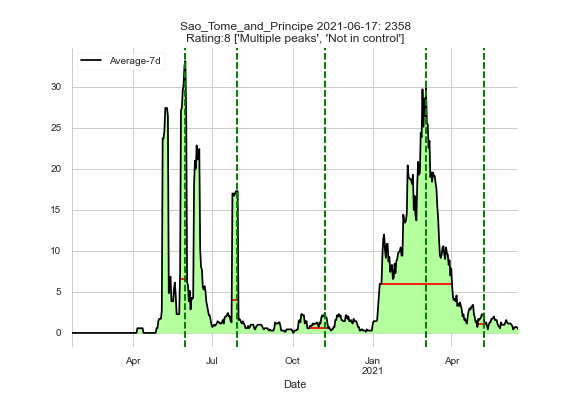 Sao_Tome_and_Principe 2021-06-17: 2358
Rating:8 ['Multiple peaks', 'Not in control']
Average-7d
30
25
20
15
10
5
0
Apr
Jul
Oct
Jan
2021
Apr
Date